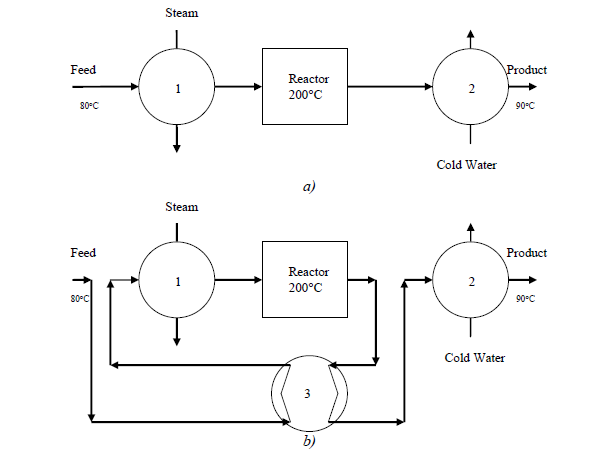 Steam
Feed
Reactor
Product
1
200°C
2
80°C
90°C
Cold Water
a)
Steam
Feed
Product
Reactor
1
200°C
2
80°C
90°C
Cold Water
3
b)